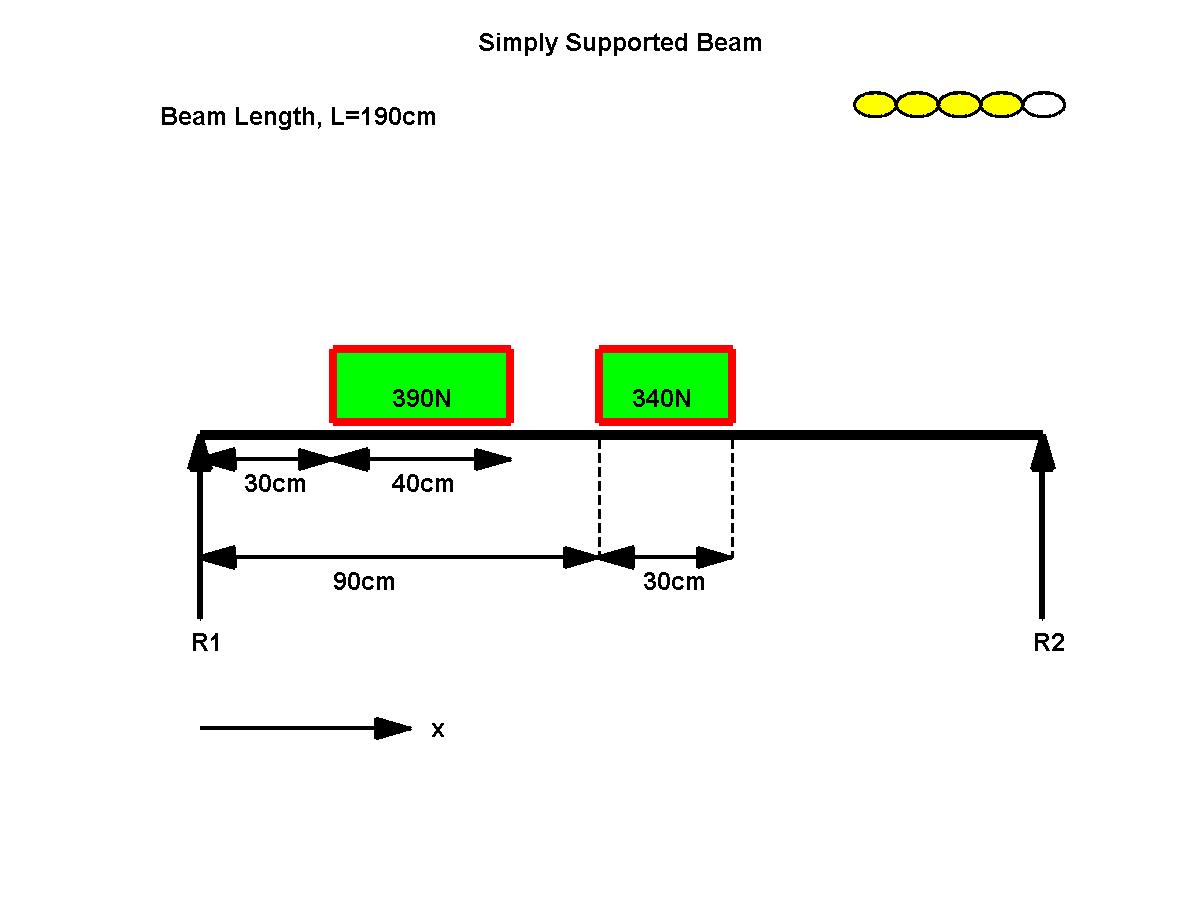 Simply Supported Beam
Beam Length, L=190cm
390N
340N
30cm
40cm
90cm
30cm
R1
R2
x